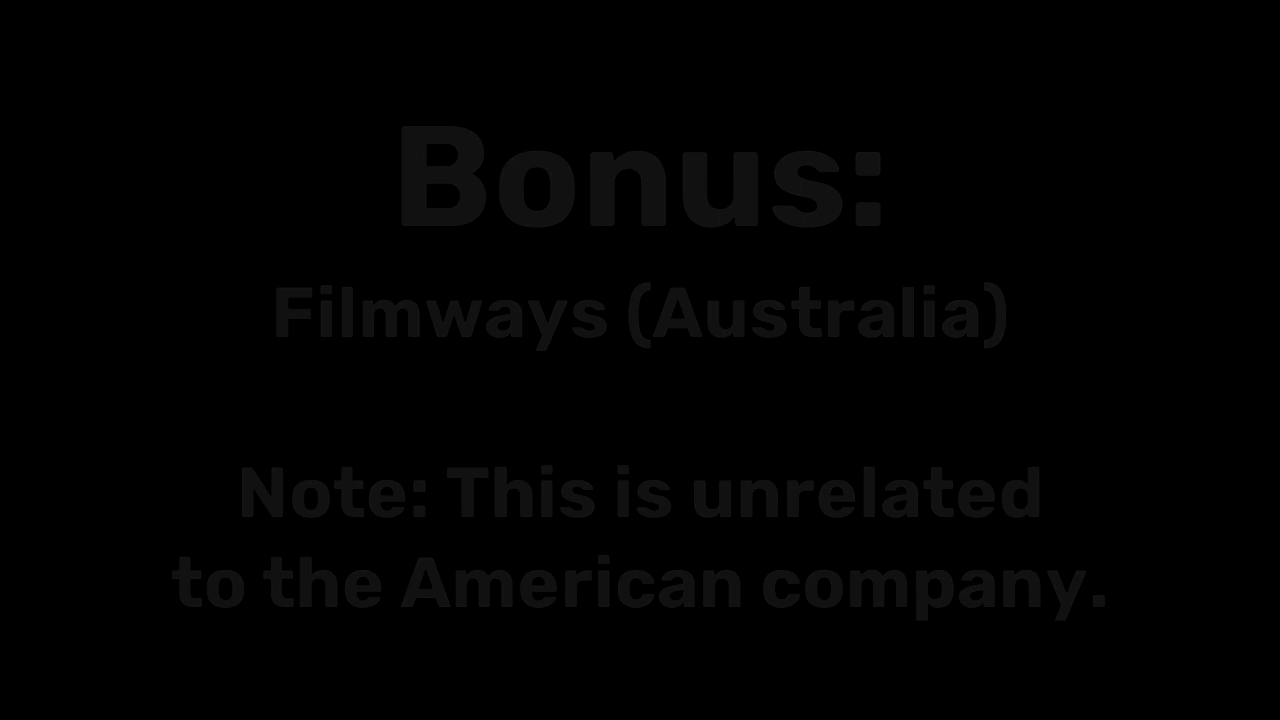 Bonus:
Filmways (Australia)
Note: This is unrelated
to the American company.